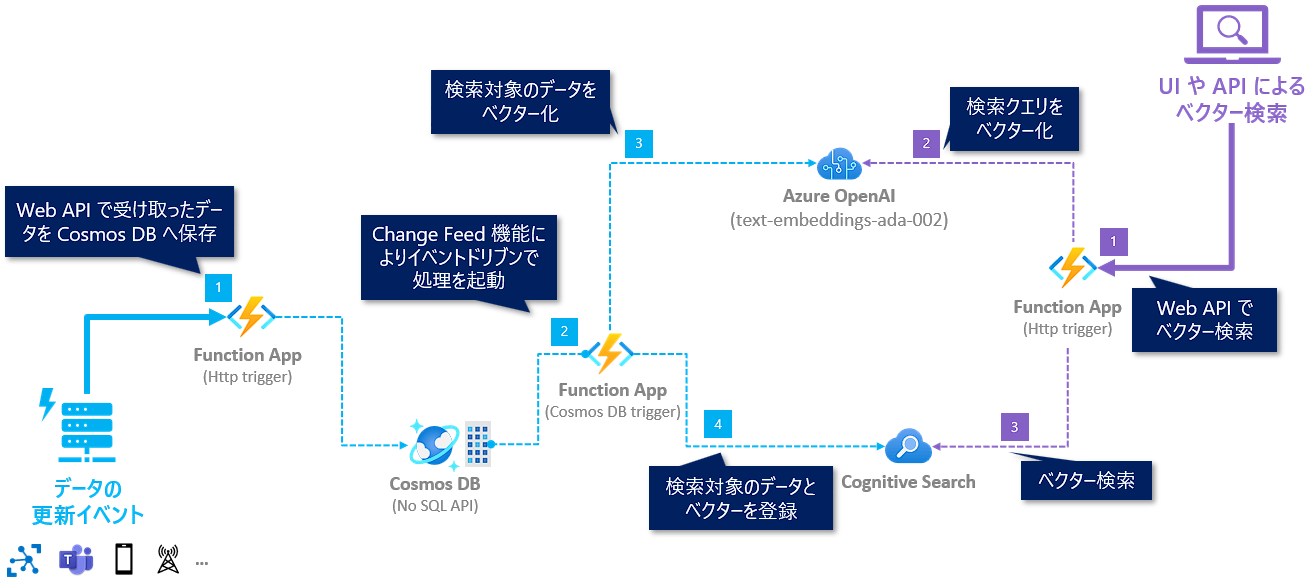 UI や API による
ベクター検索
検索対象のデータを
ベクター化
検索クエリを
ベクター化
3
2
Azure OpenAI
(text-embeddings-ada-002)
Web API で受け取ったデー
タを Cosmos DB へ保存
Change Feed 機能に
よりイベントドリブンで
処理を起動
1
1
Function App
(Http trigger)
Web API で
ベクター検索
2
Function App
(Http trigger)
Function App
(Cosmos DB trigger)
4
3
Cosmos DB
(No SQL API)
Cognitive Search
検索対象のデータと
ベクターを登録
ベクター検索
データの
更新イベント
T
...